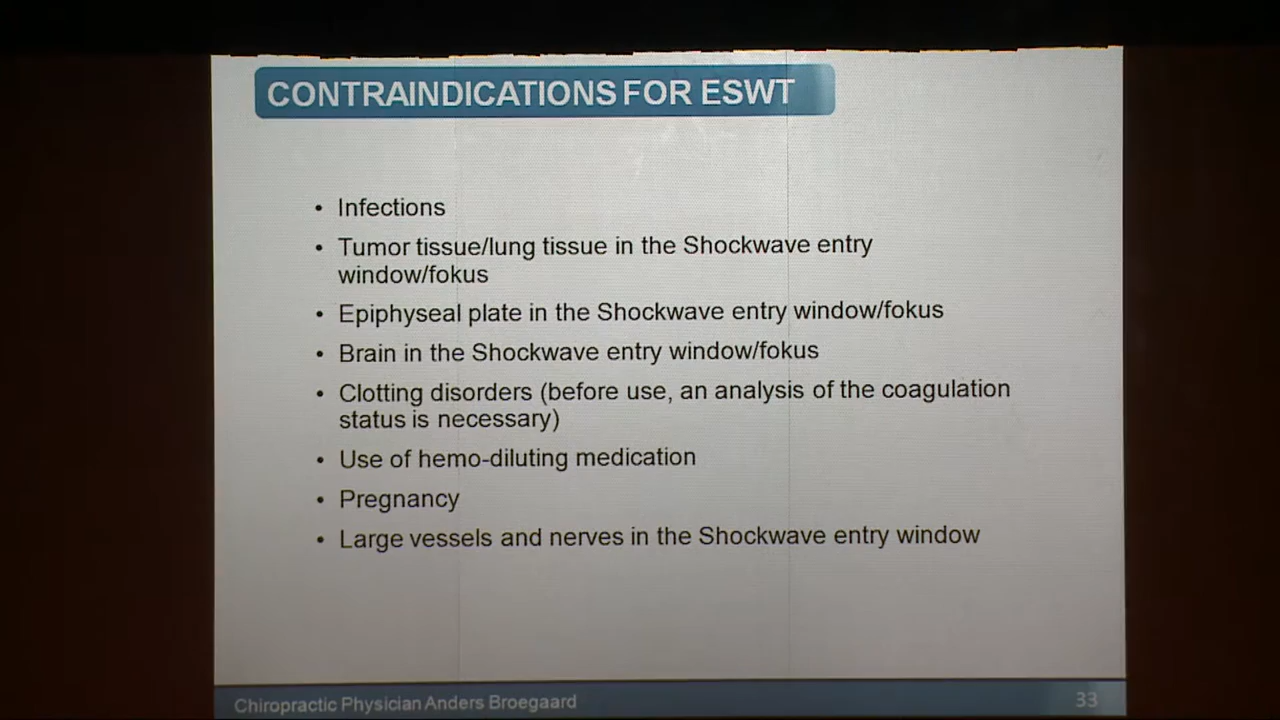 CONTRAINDICATIONS FOR ESWT
• Infections
• Tumor tissue/lung tissue in the Shockwave entry
window/fokus
• Epiphyseal plate in the Shockwave entry window/fokus
• Brain in the Shockwave entry window/fokus
• Clotting disorders (before use, an analysis of the coagulation
status is necessary)
• Use of hemo-diluting medication
• Pregnancy
• Large vessels and nerves in the Shockwave entry window
Chiropractic Physician Anders Broegaard
33